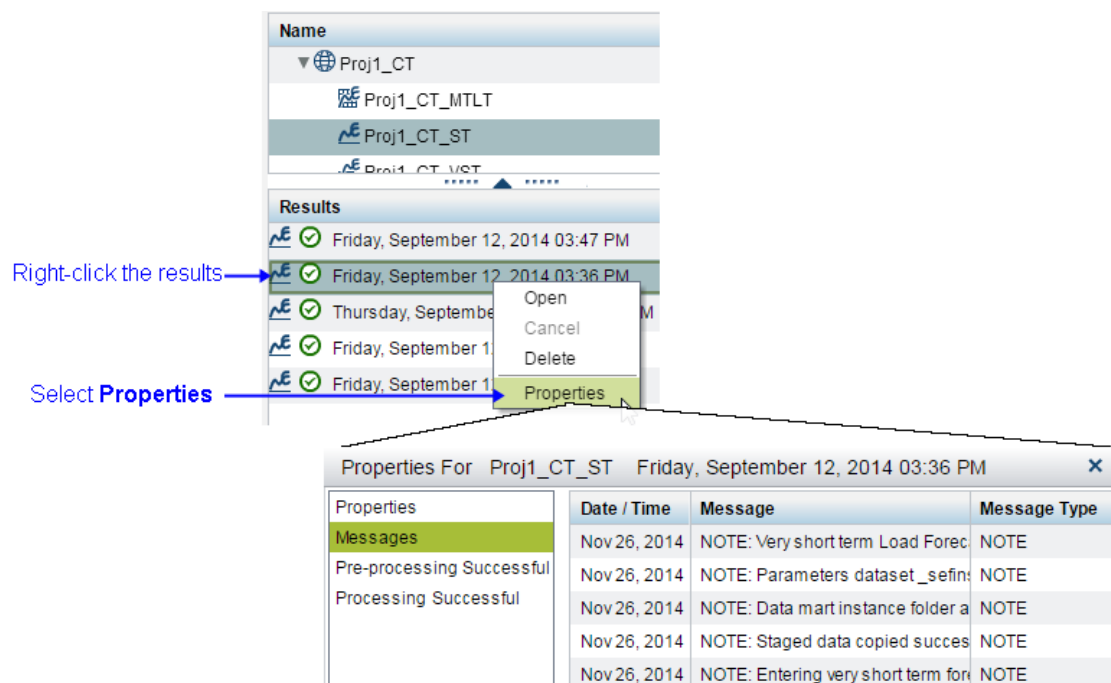 Name
Proj1_CT
Proj1_CT_MTLT
Proj1_CT_ST
Proj1_CT_VST
Results
Friday, September 12, 2014 03:47 PM
Right-click the results
Friday, September 12, 2014 03:36 PM
Open
Thursday, Septembe M
Cancel
Friday, September 1
Delete
Select Properties
Friday, September 1
Properties
Properties For Proj1_CT_ST Friday, September 12, 2014 03:36 PM
Properties
Messages
Pre-processing Successful
Processing Successful
Date / Time Message Message Type
Nov 26, 2014 NOTE: Very short term Load Forec NOTE
Nov 26, 2014 NOTE: Parameters dataset _sefins NOTE
Nov 26, 2014 NOTE: Data mart instance folder a NOTE
Nov 26, 2014 NOTE: Staged data copied succes NOTE
Nov 26, 2014 NOTE: Entering very short term fore NOTE